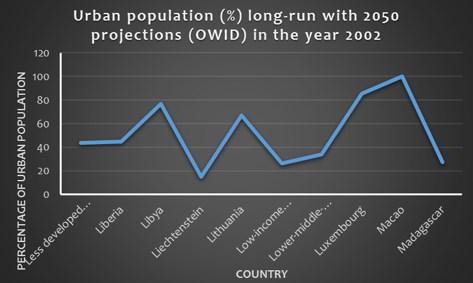 Urban population (%) long-run with 2050
projections (OWID) in the year 2002
PERCENTAGE OF URBAN POPULATION
120
100
80
60
40
20
0
Less developed...
Liberia
Libya
Liechtenstein
Lithuania
Low-income...
Lower-middle-...
Luxembourg
Macao
Madagascar
COUNTRY